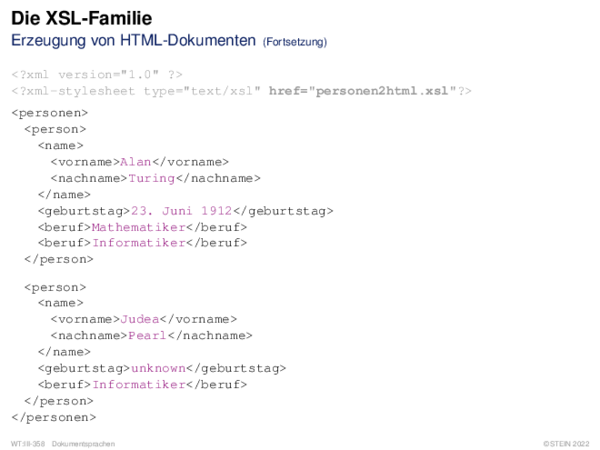 Die XSL-Familie
Erzeugung von HTML-Dokumenten (Fortsetzung)
<?xml version="1.0" ?>
<?xml-stylesheet type="text/xsl" href="personen2html.xsl"?>
<personen>
<person>
<name>
<vorname>Alan</vorname>
<nachname>Turing</nachname>
</name>
<geburtstag>23. Juni 1912</geburtstag>
<beruf>Mathematiker</beruf>
<beruf>Informatiker</beruf>
</person>
<person>
<name>
<vorname>Judea</vorname>
<nachname>Pearl</nachname>
</name>
<geburtstag>unknown</geburtstag>
<beruf>Informatiker</beruf>
</person>
</personen>
WT:III-358 Dokumentsprachen
©STEIN 2022